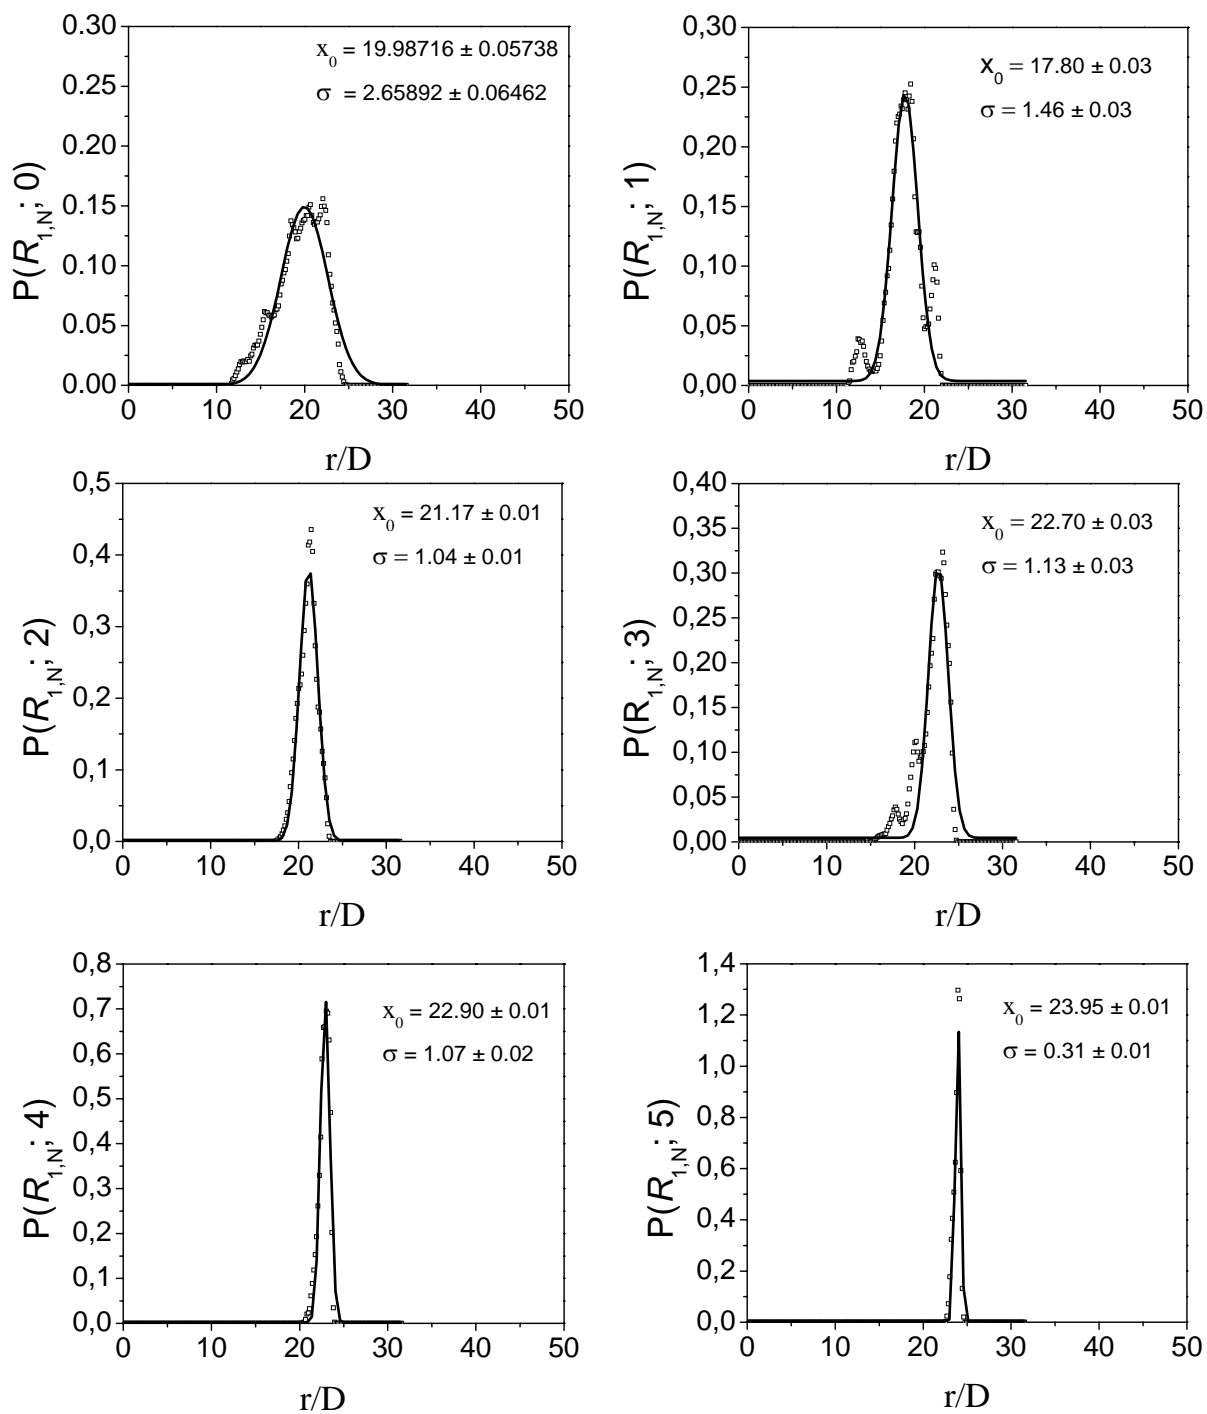 x0 = 19.98716 ± 0.05738
σ = 2.65892 ± 0.06462
P(R1,N; 0)
0.30
0.25
0.20
0.15
0.10
0.05
0.00
0 10 20 30 40 50
r/D
x0 = 17.80 ± 0.03
σ = 1.46 ± 0.03
P(R1,N; 1)
0,30
0,25
0,20
0,15
0,10
0,05
0,00
0 10 20 30 40 50
r/D
x0 = 21.17 ± 0.01
σ = 1.04 ± 0.01
P(R1,N; 2)
0,5
0,4
0,3
0,2
0,1
0,0
0 10 20 30 40 50
r/D
x0 = 22.70 ± 0.03
σ = 1.13 ± 0.03
P(R1,N; 3)
0,40
0,35
0,30
0,25
0,20
0,15
0,10
0,05
0,00
0 10 20 30 40 50
r/D
x0 = 22.90 ± 0.01
σ = 1.07 ± 0.02
P(R1,N; 4)
0,8
0,7
0,6
0,5
0,4
0,3
0,2
0,1
0,0
0 10 20 30 40 50
r/D
x0 = 23.95 ± 0.01
σ = 0.31 ± 0.01
P(R1,N; 5)
1,4
1,2
1,0
0,8
0,6
0,4
0,2
0,0
0 10 20 30 40 50
r/D